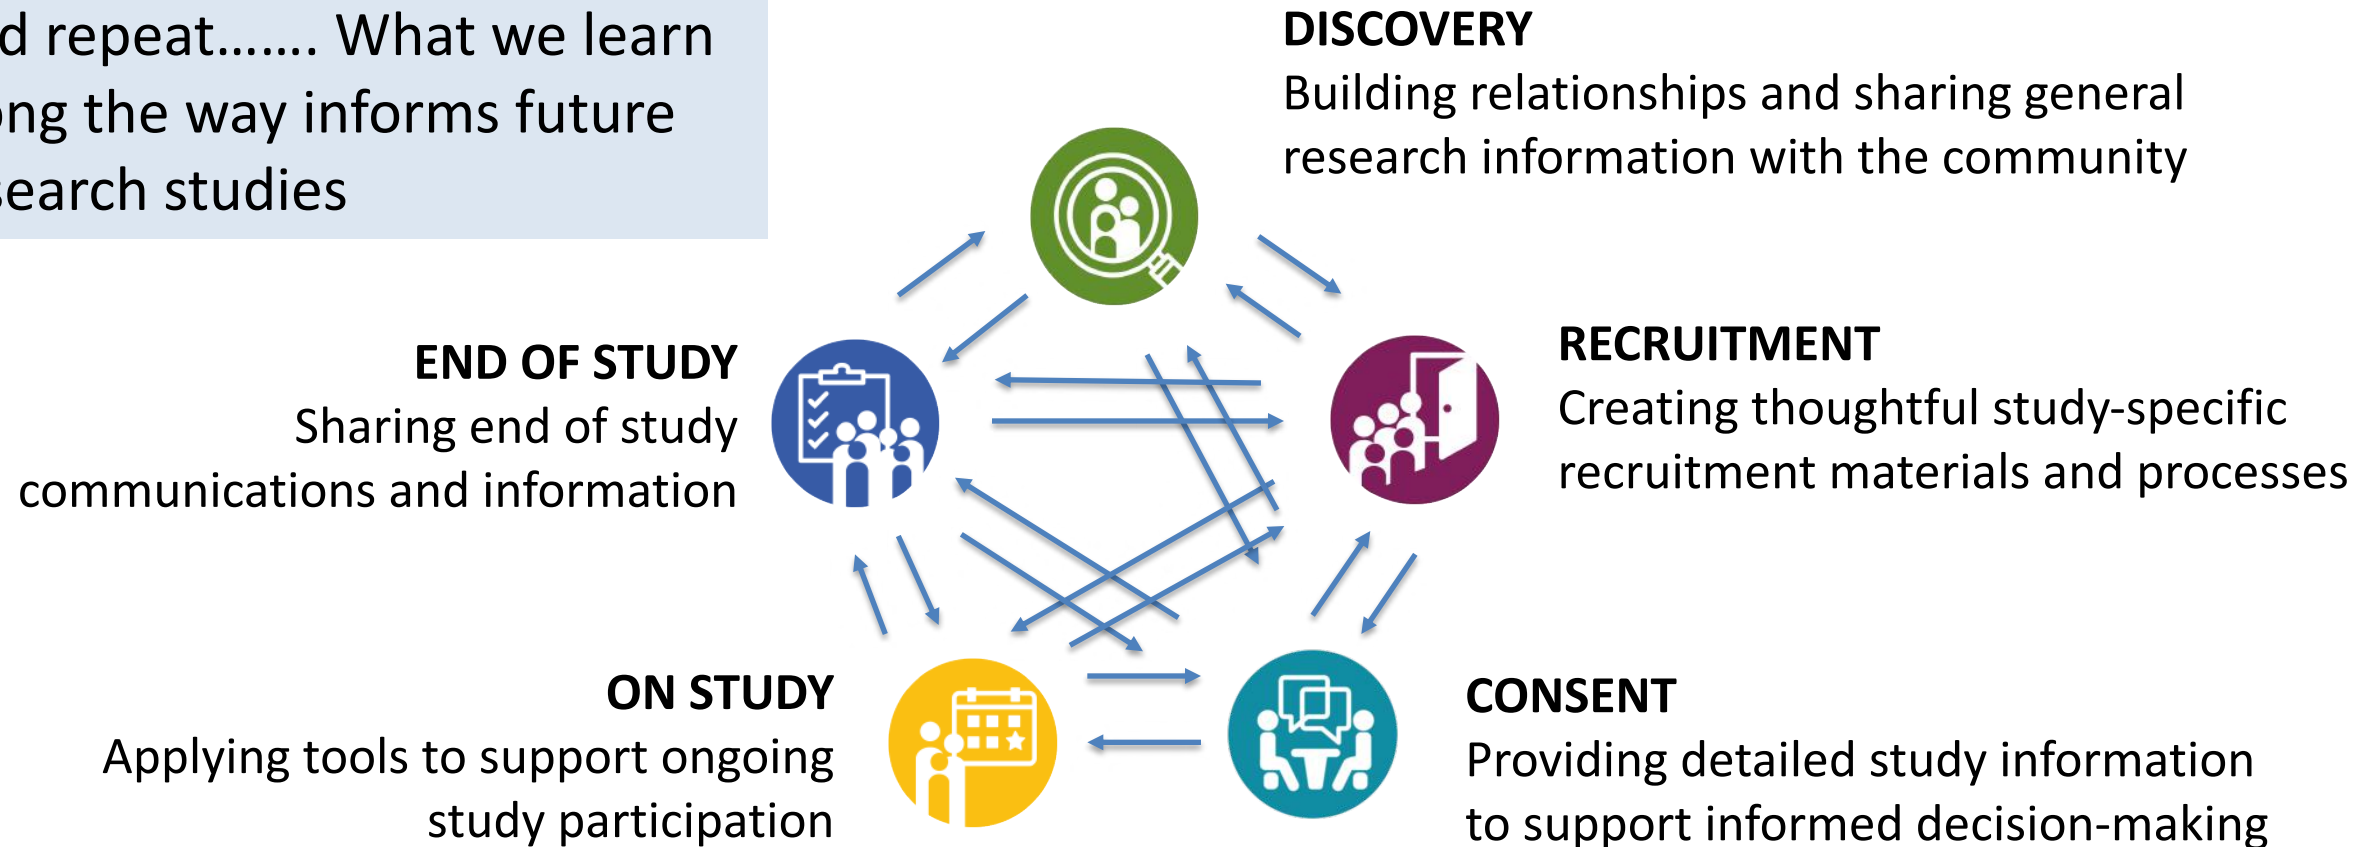 d repeat……. What we learn
ng the way informs future
search studies
DISCOVERY
Building relationships and sharing general
research information with the community
END OF STUDY
Sharing end of study
communications and information
RECRUITMENT
Creating thoughtful study-specific
recruitment materials and processes
ON STUDY
Applying tools to support ongoing
study participation
CONSENT
Providing detailed study information
to support informed decision-making